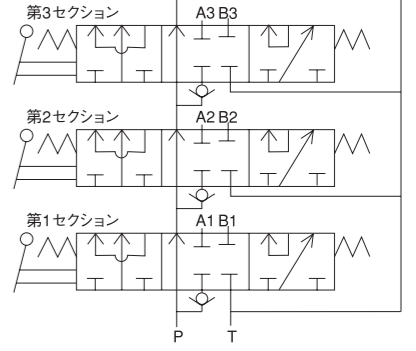 第3セクション
A3 B3
第2セクション
A2 B2
第1セクション
A1 B1
P
T